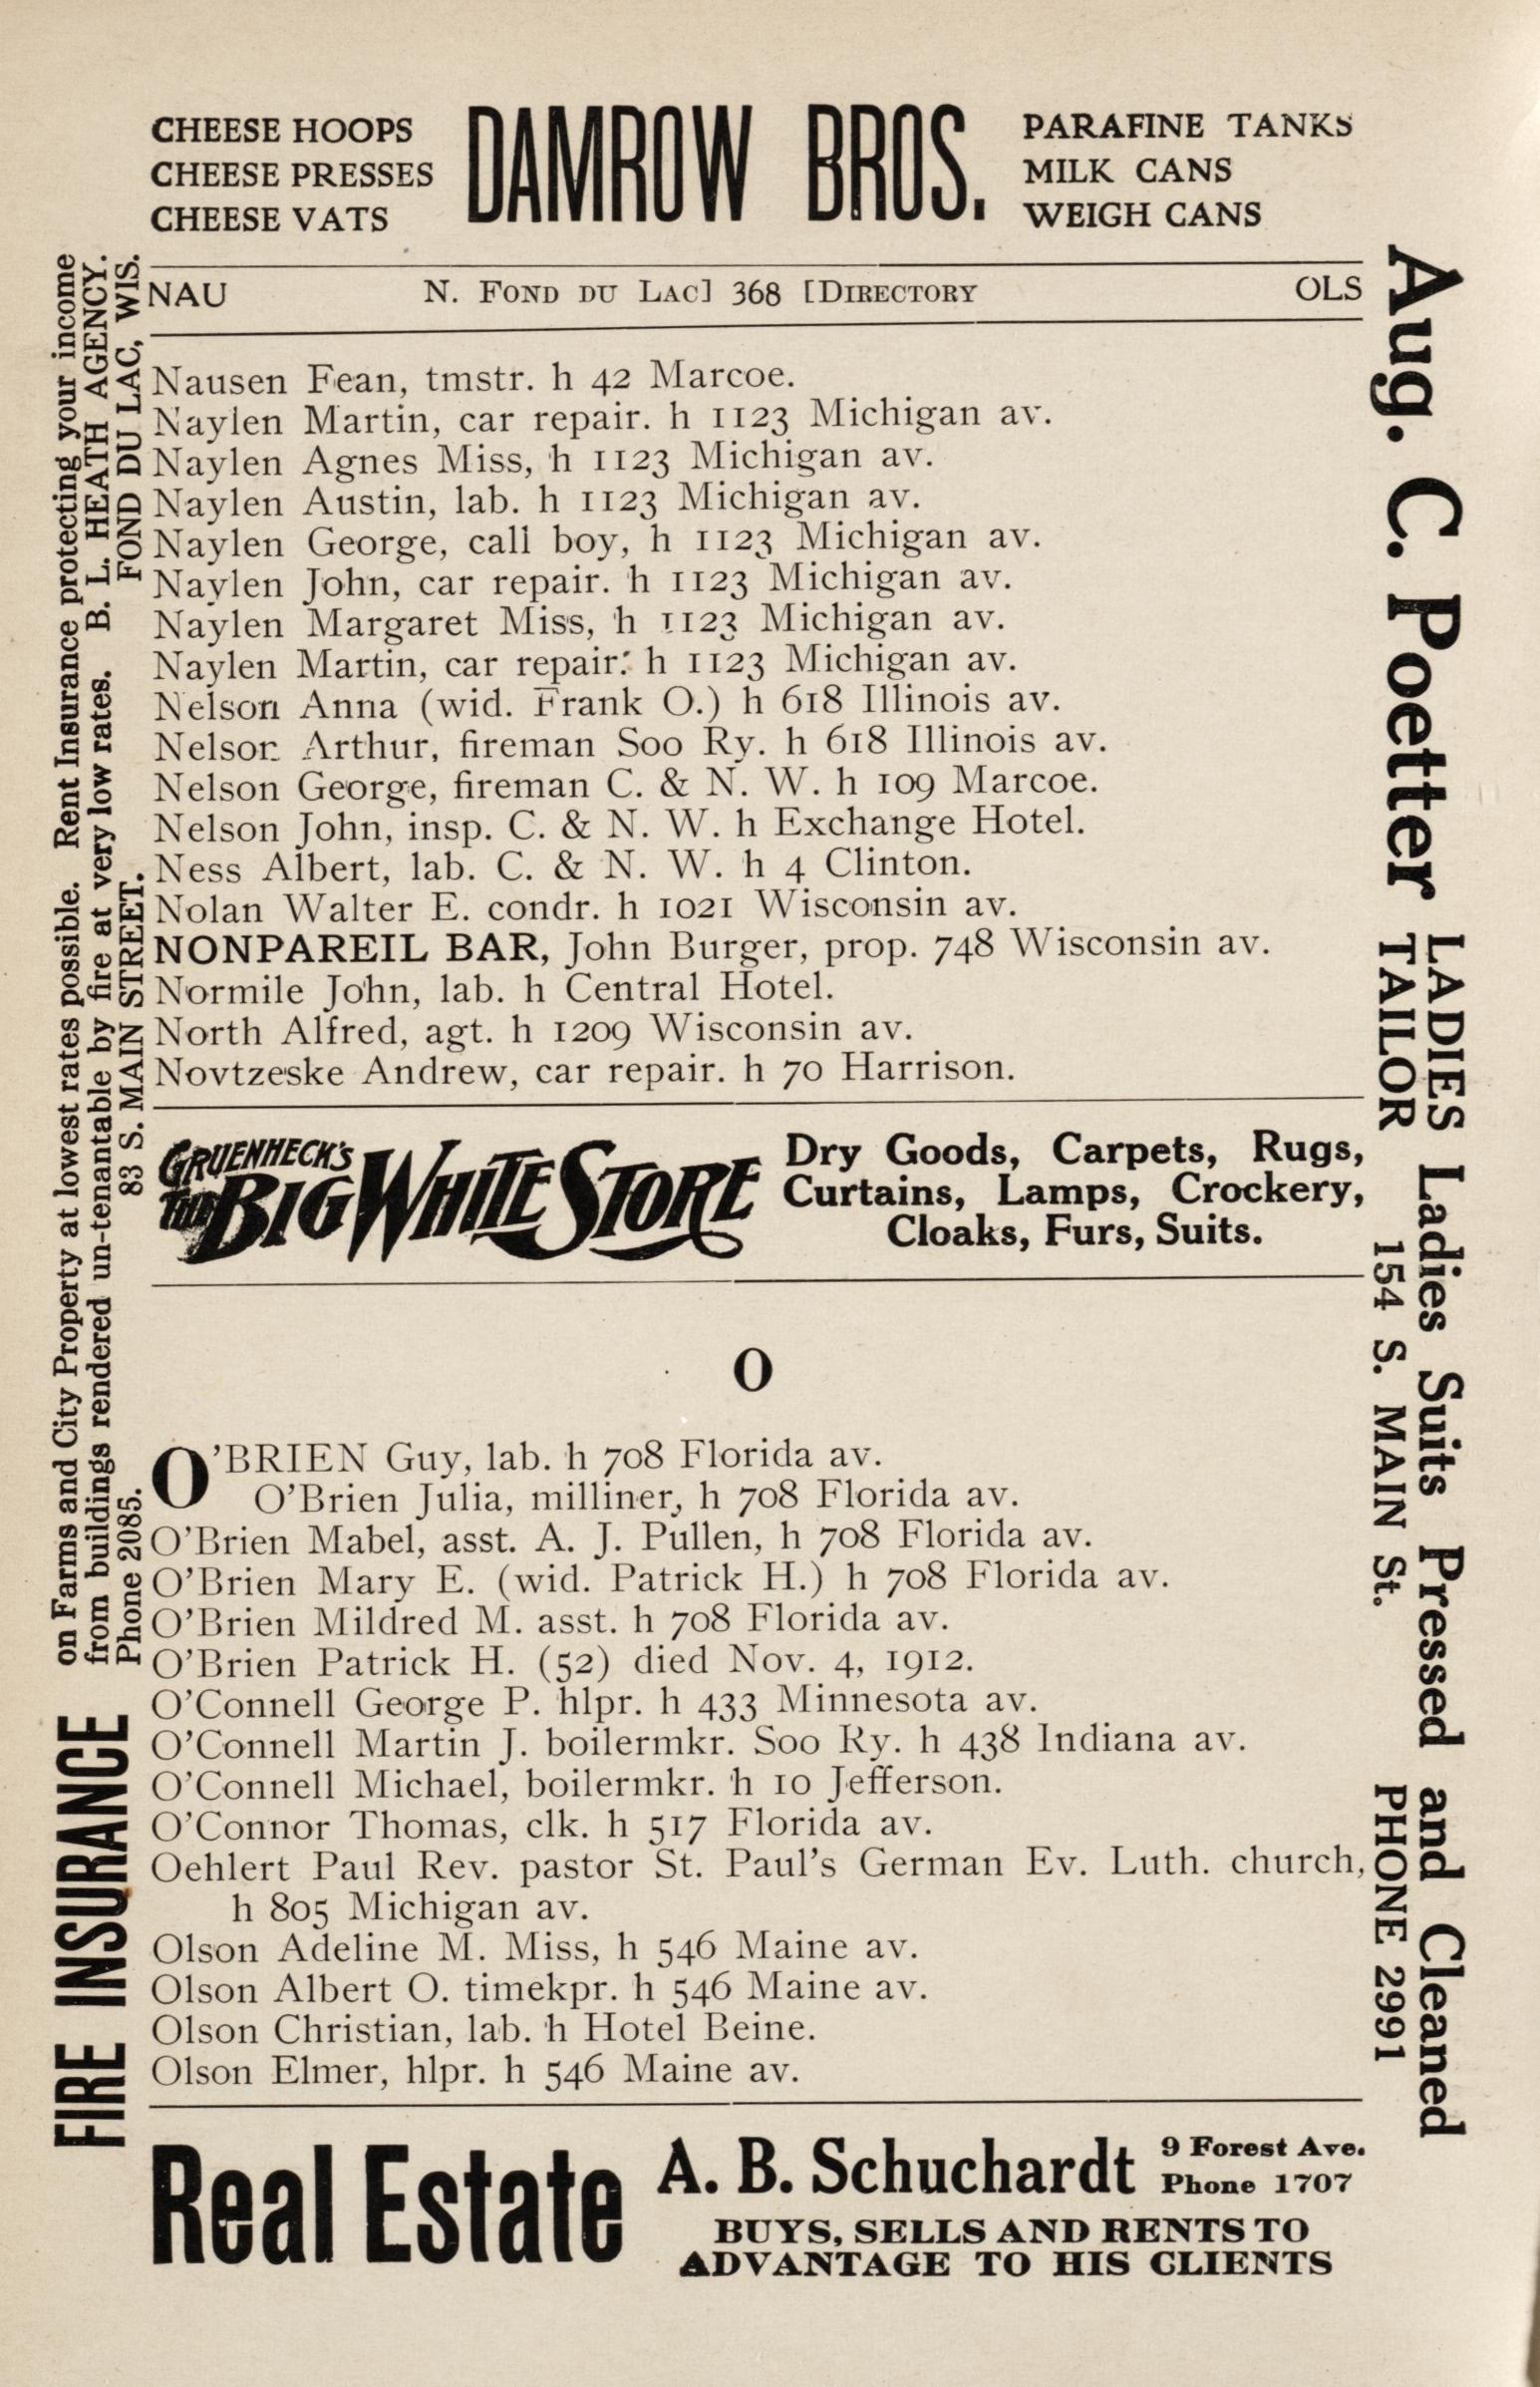 CHEESE HOOPS
CHEESE PRESSES
CHEESE VATS
DAMROW BROS.
PARAFINE TANKS
MILK CANS
WEIGH CANS
NAU N. FOND DU LAC] 368 [DIRECTORY OLS
Nausen Fean, tmstr. h 42 Marcoe.
Naylen Martin, car repair. h 1123 Michigan av.
Naylen Agnes Miss, h 1123 Michigan av.
Naylen Austin, lab. h 1123 Michigan av.
Naylen George, call boy, h 1123 Michigan av.
Naylen John, car repair. h 1123 Michigan av.
Naylen Margaret Miss, h 1123 Michigan av.
Naylen Martin, car repair. h 1123 Michigan av.
Nelson Anna (wid. Frank O.) h 618 Illinois av.
Nelson Arthur, fireman Soo Ry. h 618 Illinois av.
Nelson George, fireman C. & N. W. h 109 Marcoe.
Nelson John, insp. C. & N. W. h Exchange Hotel.
Ness Albert, lab. C. & N. W. h 4 Clinton.
Nolan Walter E. condr. h 1021 Wisconsin av.
NONPAREIL BAR, John Burger, prop. 748 Wisconsin av.
Normile John, lab. h Central Hotel.
North Alfred, agt. h 1209 Wisconsin av.
Novtzeske Andrew, car repair. h 70 Harrison.
GRUENHECK'S
THE BIG WHITE STORE
Dry Goods, Carpets, Rugs,
Curtains, Lamps, Crockery,
Cloaks, Furs, Suits.
O
O'BRIEN Guy, lab. h 708 Florida av.
O'Brien Julia, milliner, h 708 Florida av.
O'Brien Mabel, asst. A. J. Pullen, h 708 Florida av.
O'Brien Mary E. (wid. Patrick H.) h 708 Florida av.
O'Brien Mildred M. asst. h 708 Florida av.
O'Brien Patrick H. (52) died Nov. 4, 1912.
O'Connell George P. hlpr. h 433 Minnesota av.
O'Connell Martin J. boilermkr. Soo Ry. h 438 Indiana av.
O'Connell Michael, boilermkr. h 10 Jefferson.
O'Connor Thomas, clk. h 517 Florida av.
Oehlert Paul Rev. pastor St. Paul's German Ev. Luth. church,
h 805 Michigan av.
Olson Adeline M. Miss, h 546 Maine av.
Olson Albert O. timekpr. h 546 Maine av.
Olson Christian, lab. h Hotel Beine.
Olson Elmer, hlpr. h 546 Maine av.
Real Estate
A. B. Schuchardt
9 Forest Ave.
Phone 1707
BUYS, SELLS AND RENTS TO
ADVANTAGE TO HIS CLIENTS
FIRE INSURANCE
on Farms and City Property at lowest rates possible. Rent Insurance protecting your income
from buildings rendered un-tenantable by fire at very low rates. B. L. HEATH AGENCY.
Phone 2085. 83 S. MAIN STREET. FOND DU LAC, WIS.
Aug. C. Poetter
LADIES
TAILOR
Ladies Suits Pressed and Cleaned
154 S. MAIN St. PHONE 2991